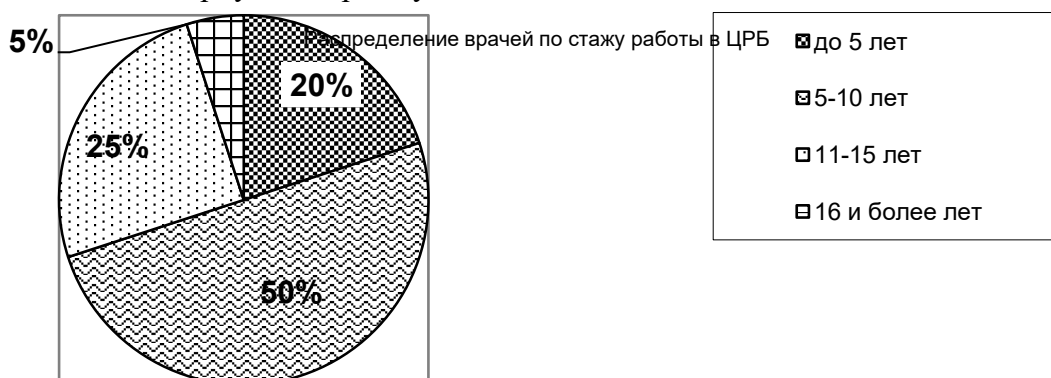 Распределение врачей по стажу работы в ЦРБ
5%
20%
25%
50%
до 5 лет
5-10 лет
11-15 лет
16 и более лет